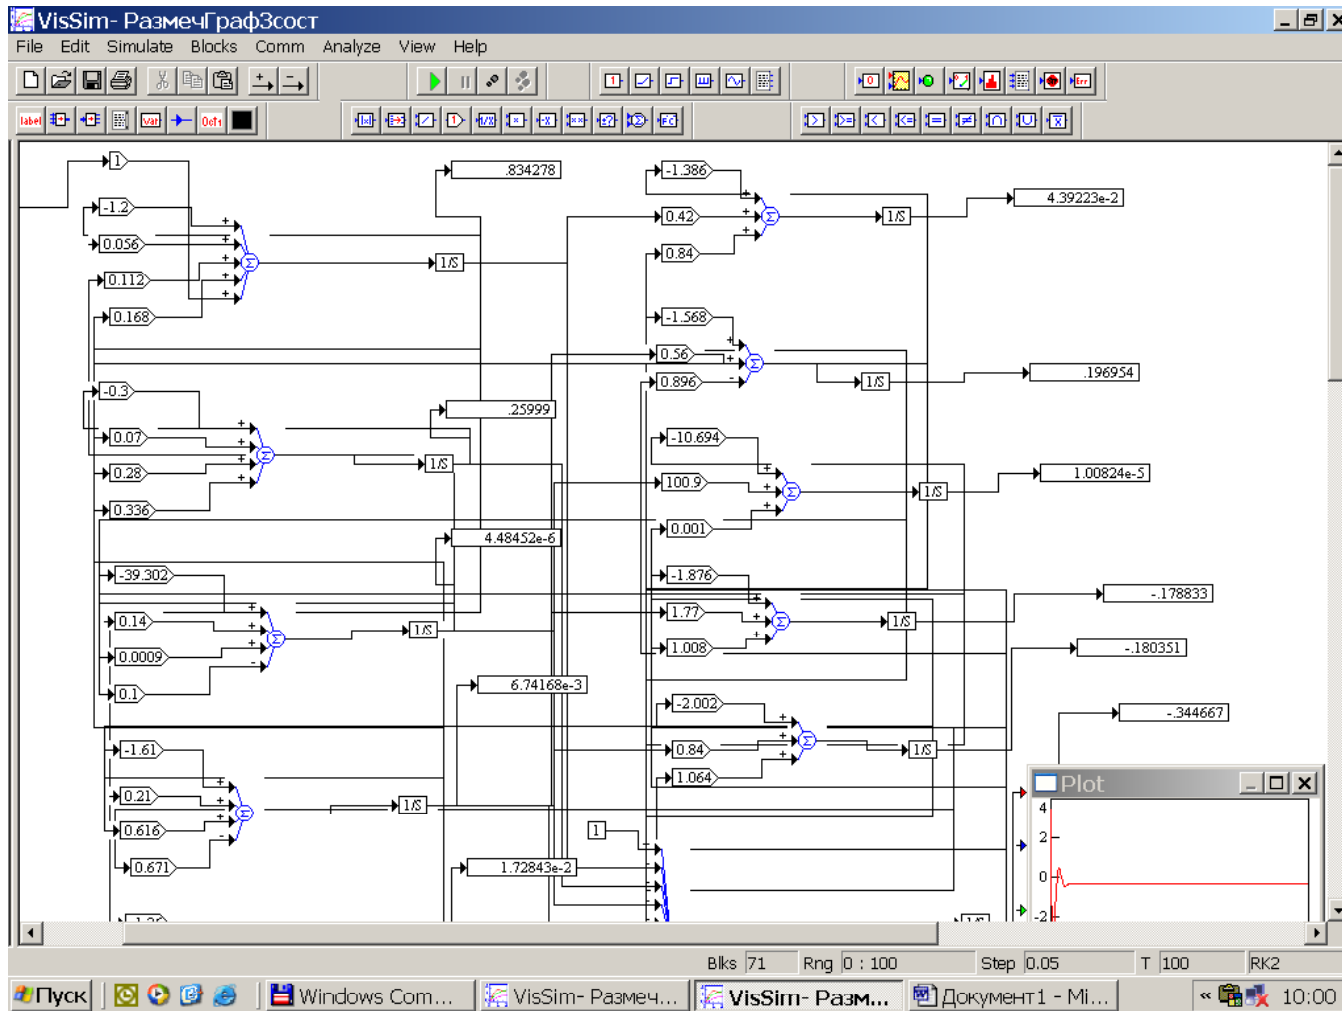 VisSim- РазмечГраф3сост
File Edit Simulate Blocks Comm Analyze View Help
label var
1
.834278
-1.2
0.056
0.112
0.168
1/S
-1.386
0.42
0.84
1/S
4.39223e-2
-0.3
0.07
0.28
0.336
1/S
.25999
-1.568
0.56
0.896
1/S
.196954
-10.694
100.9
0.001
1/S
1.00824e-5
4.48452e-6
-39.302
0.14
0.0009
0.1
1/S
-1.876
1.77
1.008
1/S
-.178833
-.180351
6.74168e-3
-2.002
0.84
1.064
1/S
-.344667
-1.61
0.21
0.616
0.671
1/S
1
1.72843e-2
Plot
4
2
0
-2
Blks 71 Rng 0 : 100 Step 0.05 T 100 RK2
Пуск Windows Com... VisSim- Размеч... VisSim- Разм... Документ1 - Mi... « 10:00